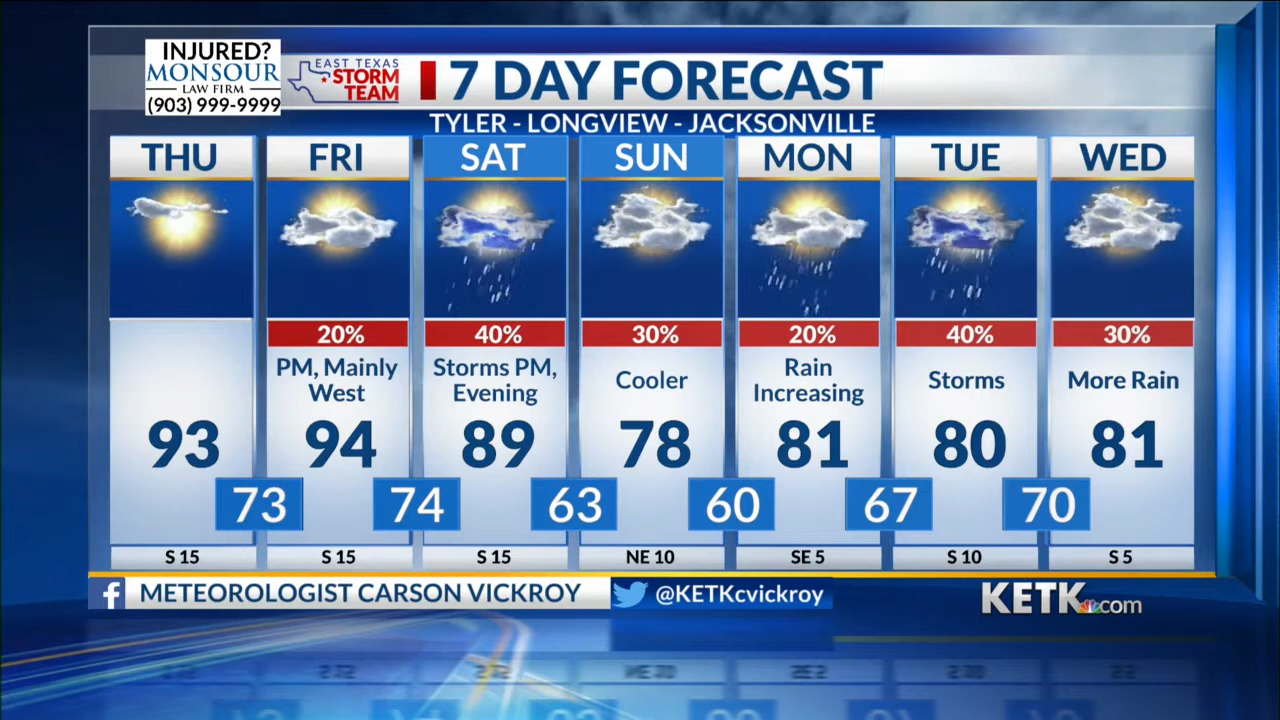 INJURED?
MONSOUR
LAW FIRM
(903) 999-9999
EAST TEXAS
STORM
TEAM
7 DAY FORECAST
TYLER - LONGVIEW - JACKSONVILLE
THU FRI SAT SUN MON TUE WED
20% 40% 30% 20% 40% 30%
PM, Mainly
West
Storms PM,
Evening
Cooler
Rain
Increasing
Storms
More Rain
93 94 89 78 81 80 81
73 74 63 60 67 70
S 15 S 15 S 15 NE 10 SE 5 S 10 S 5
f METEOROLOGIST CARSON VICKROY @KETKcvickroy
KETK.com